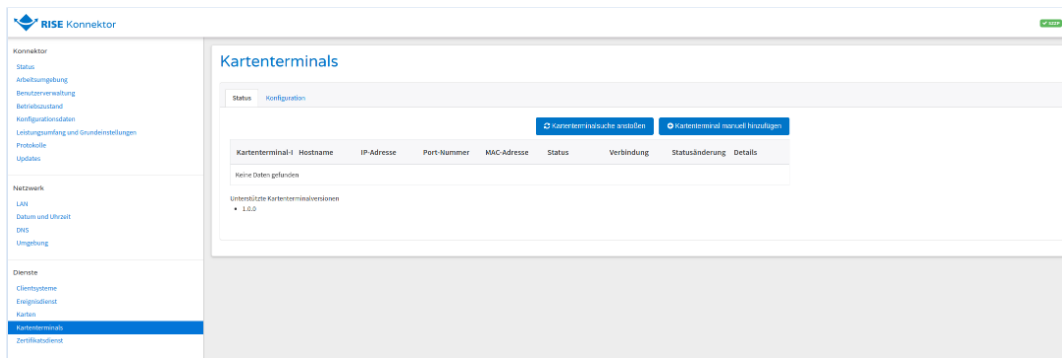 RISE Konnektor
Konnektor
Status
Arbeitsumgebung
Benutzerverwaltung
Betriebszustand
Konfigurationsdaten
Leistungsumfang und Grundeinstellungen
Protokolle
Updates
Netzwerk
LAN
Datum und Uhrzeit
DNS
Umgebung
Dienste
Clientsysteme
Ereignisdienst
Karten
Kartenterminals
Zertifikatsdienst
Kartenterminals
Status Konfiguration
Kartenterminalsuche anstoßen Kartenterminal manuell hinzufügen
Kartenterminal-I Hostname IP-Adresse Port-Nummer MAC-Adresse Status Verbindung Statusänderung Details
Keine Daten gefunden
Unterstützte Kartenterminalversionen
• 1.0.0